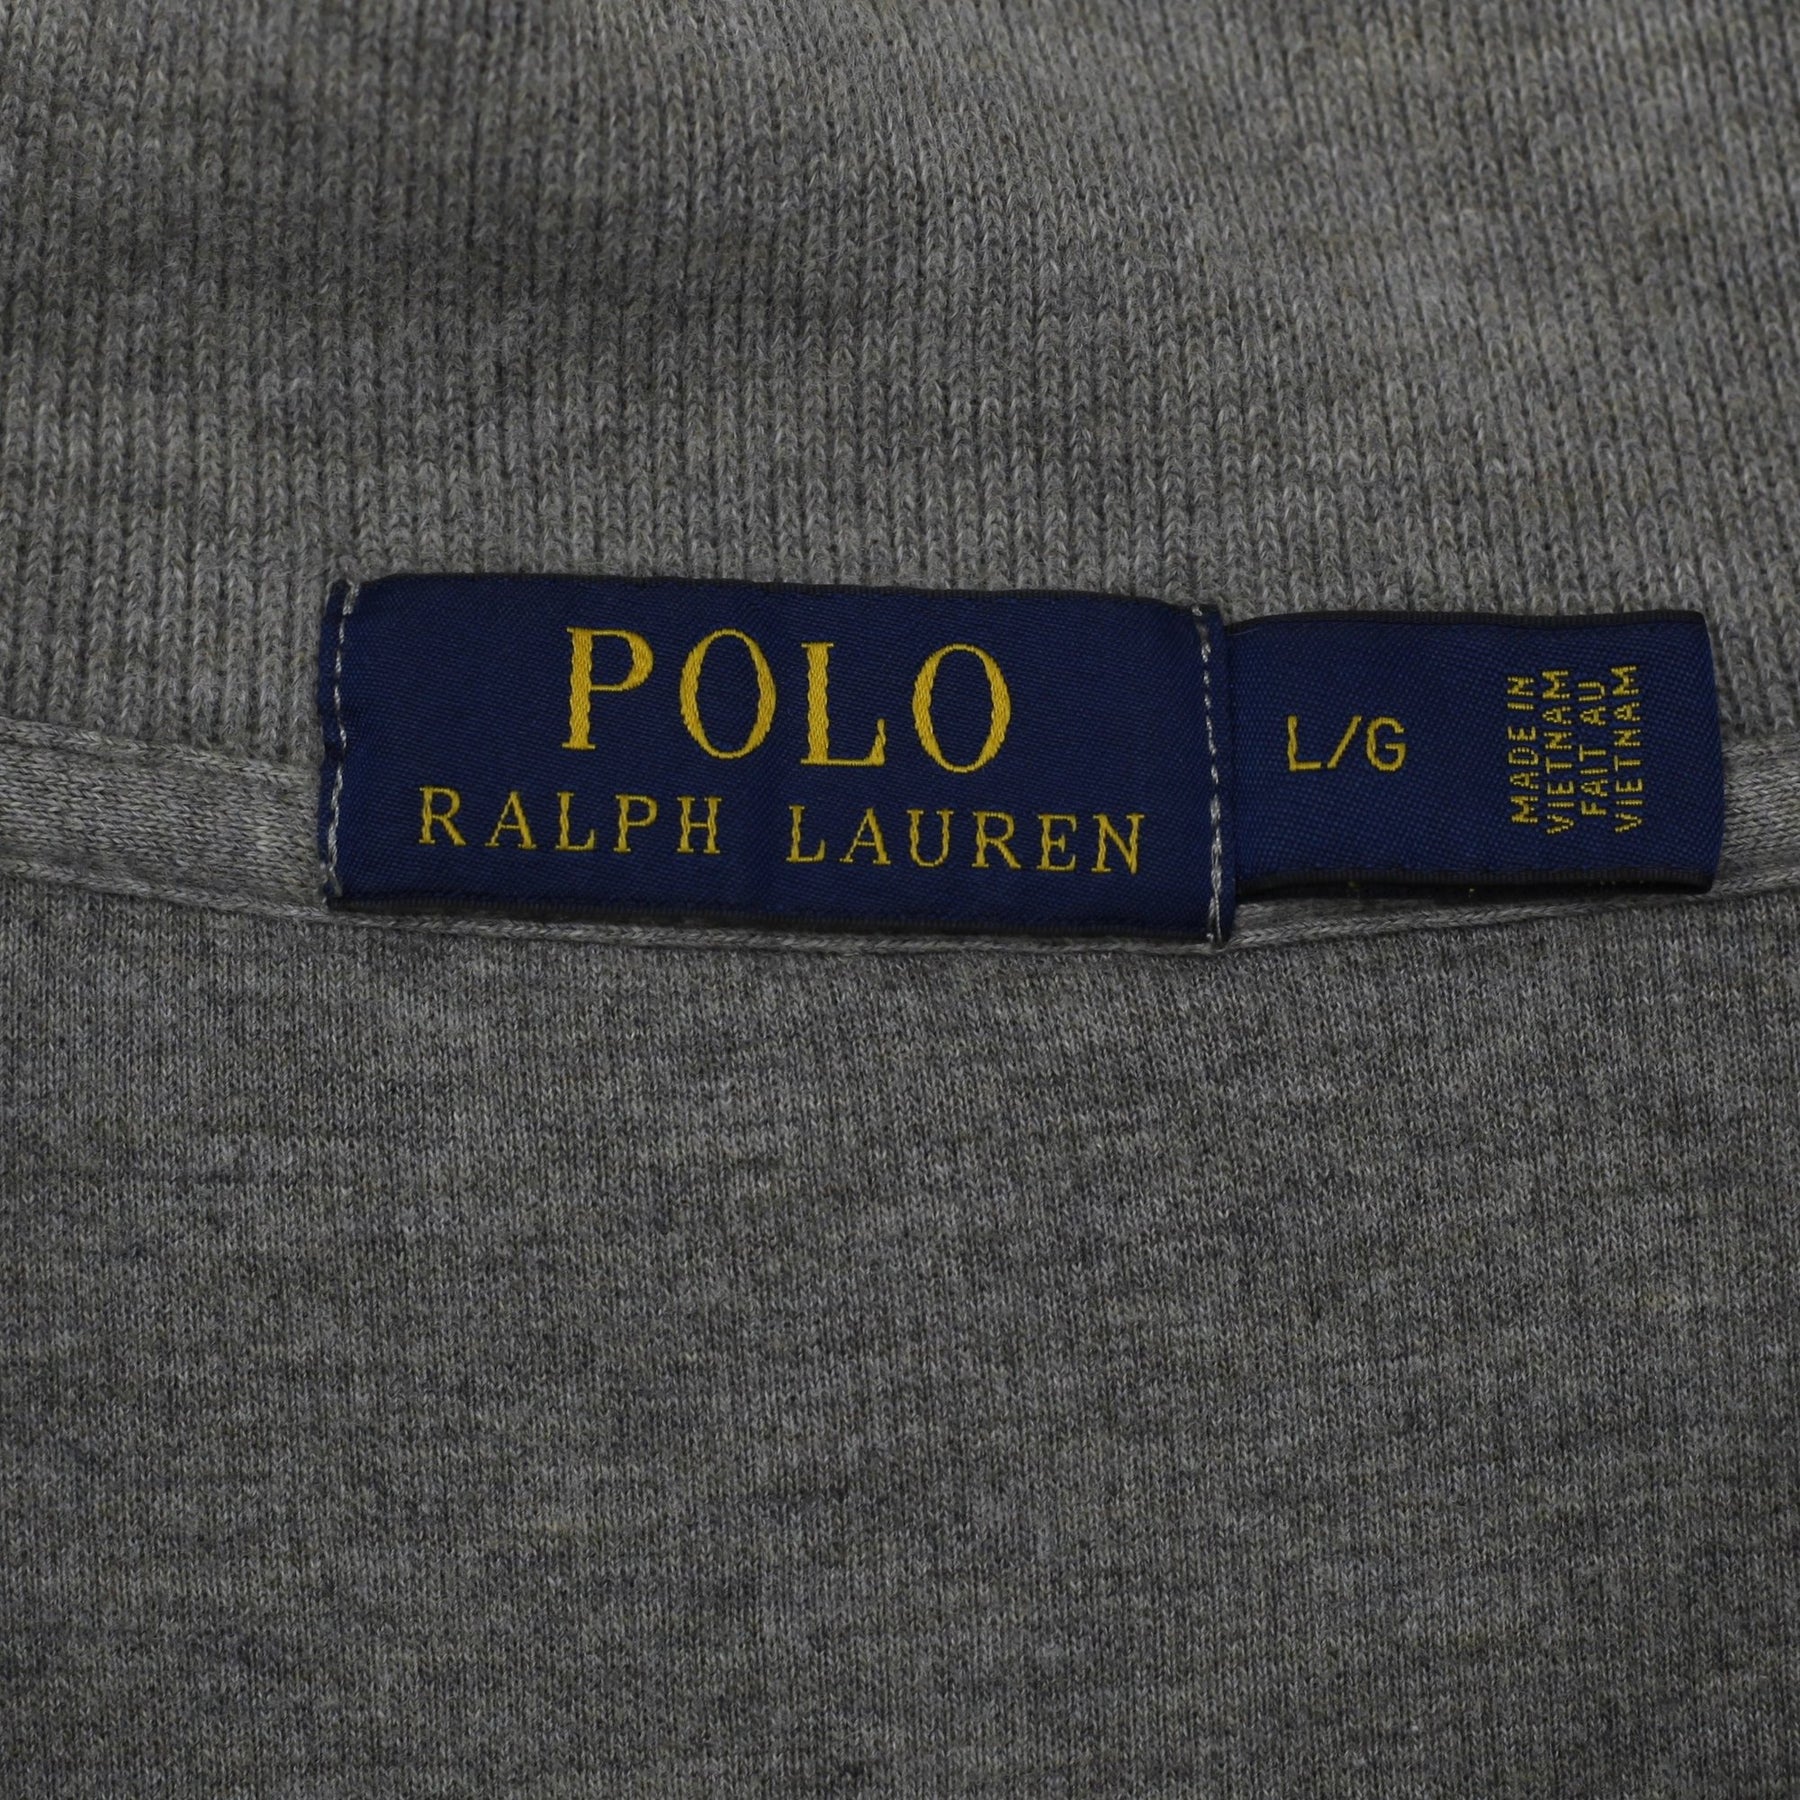 POLO
RALPH LAUREN
L/G
MADE IN
VIETNAM
FAIT AU
VIETNAM